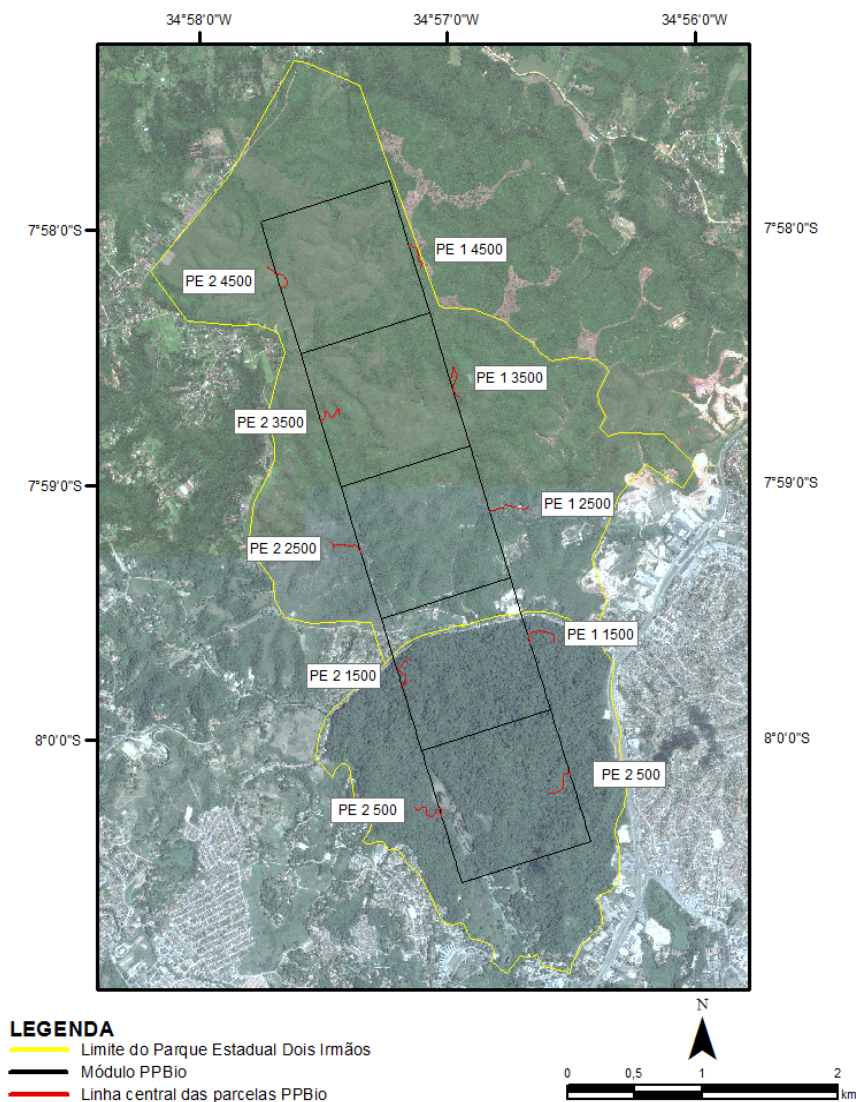 34°58'0"W
34°57'0"W
34°56'0"W
7°58'0"S
7°58'0"S
PE 1 4500
PE 2 4500
PE 1 3500
PE 2 3500
7°59'0"S
7°59'0"S
PE 1 2500
PE 2 2500
PE 1 1500
PE 2 1500
8°0'0"S
8°0'0"S
PE 2 500
PE 2 500
LEGENDA
Limite do Parque Estadual Dois Irmãos
Módulo PPBio
Linha central das parcelas PPBio
N
0 0,5 1 2
km